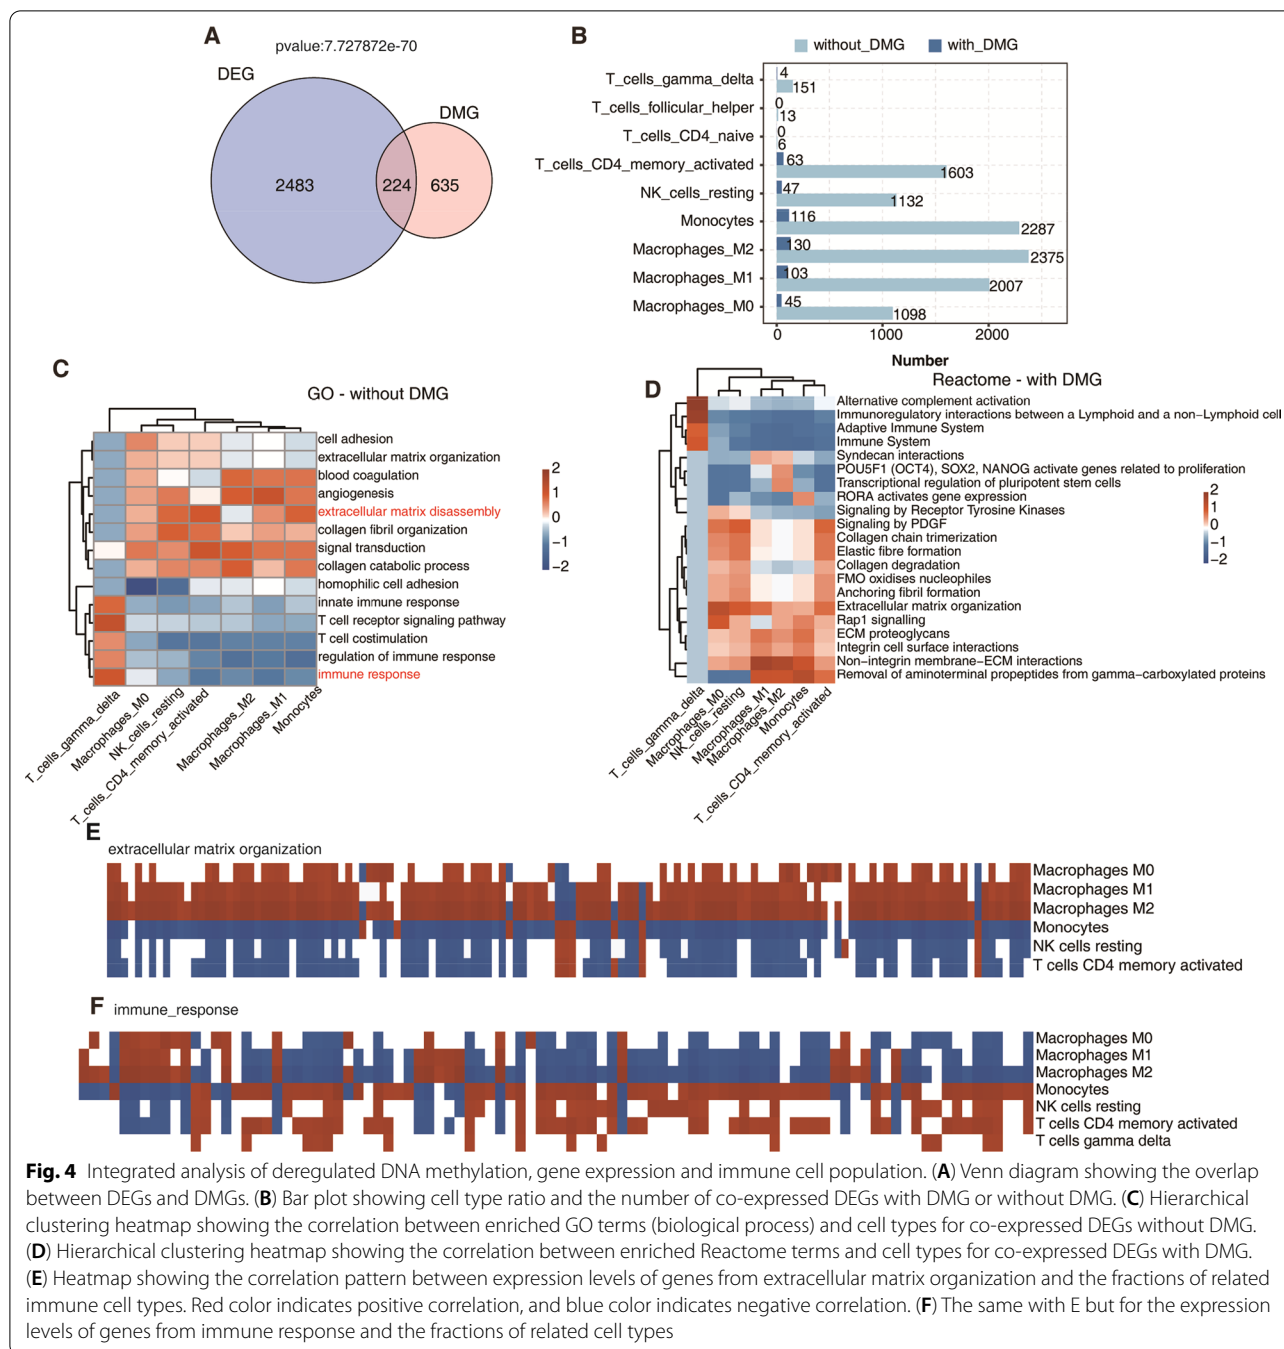 A
pvalue:7.727872e-70
DEG
DMG
2483
224
635
B
without_DMG
with_DMG
T_cells_gamma_delta
4
151
T_cells_follicular_helper
0
13
T_cells_CD4_naive
0
6
T_cells_CD4_memory_activated
63
1603
NK_cells_resting
47
1132
Monocytes
116
2287
Macrophages_M2
130
2375
Macrophages_M1
103
2007
Macrophages_M0
45
1098
0
1000
2000
Number
C
GO - without DMG
cell adhesion
extracellular matrix organization
blood coagulation
angiogenesis
extracellular matrix disassembly
collagen fibril organization
signal transduction
collagen catabolic process
homophilic cell adhesion
innate immune response
T cell receptor signaling pathway
T cell costimulation
regulation of immune response
immune response
2
1
0
−1
−2
T_cells_gamma_delta
Macrophages_M0
NK_cells_resting
T_cells_CD4_memory_activated
Macrophages_M2
Macrophages_M1
Monocytes
D
Reactome - with DMG
Alternative complement activation
Immunoregulatory interactions between a Lymphoid and a non−Lymphoid cell
Adaptive Immune System
Immune System
Syndecan interactions
POU5F1 (OCT4), SOX2, NANOG activate genes related to proliferation
Transcriptional regulation of pluripotent stem cells
RORA activates gene expression
Signaling by Receptor Tyrosine Kinases
Signaling by PDGF
Collagen chain trimerization
Elastic fibre formation
Collagen degradation
FMO oxidises nucleophiles
Anchoring fibril formation
Extracellular matrix organization
Rap1 signalling
ECM proteoglycans
Integrin cell surface interactions
Non−integrin membrane−ECM interactions
Removal of aminoterminal propeptides from gamma−carboxylated proteins
2
1
0
−1
−2
T_cells_gamma_delta
Macrophages_M0
NK_cells_resting
Macrophages_M1
Macrophages_M2
Monocytes
T_cells_CD4_memory_activated
E
extracellular matrix organization
Macrophages M0
Macrophages M1
Macrophages M2
Monocytes
NK cells resting
T cells CD4 memory activated
F
immune_response
Macrophages M0
Macrophages M1
Macrophages M2
Monocytes
NK cells resting
T cells CD4 memory activated
T cells gamma delta
Fig. 4 Integrated analysis of deregulated DNA methylation, gene expression and immune cell population. (A) Venn diagram showing the overlap
between DEGs and DMGs. (B) Bar plot showing cell type ratio and the number of co-expressed DEGs with DMG or without DMG. (C) Hierarchical
clustering heatmap showing the correlation between enriched GO terms (biological process) and cell types for co-expressed DEGs without DMG.
(D) Hierarchical clustering heatmap showing the correlation between enriched Reactome terms and cell types for co-expressed DEGs with DMG.
(E) Heatmap showing the correlation pattern between expression levels of genes from extracellular matrix organization and the fractions of related
immune cell types. Red color indicates positive correlation, and blue color indicates negative correlation. (F) The same with E but for the expression
levels of genes from immune response and the fractions of related cell types